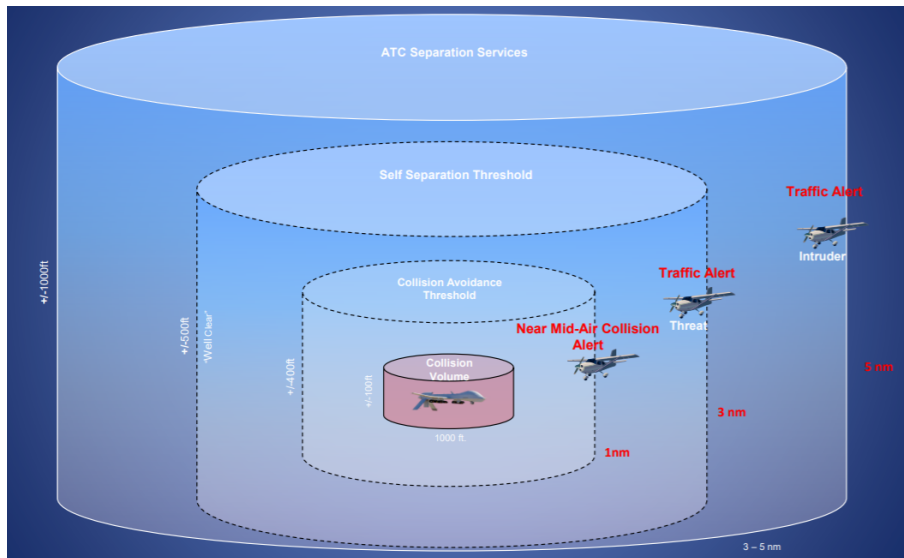 ATC Separation Services
Self Separation Threshold
Traffic Alert
Intruder
+/-1000ft
Traffic Alert
Threat
Collision Avoidance
Threshold
+/-500ft
"Well Clear"
Near Mid-Air Collision
Alert
+/-400ft
Collision
Volume
+/-100ft
5 nm
1000 ft.
3 nm
1nm
3 – 5 nm